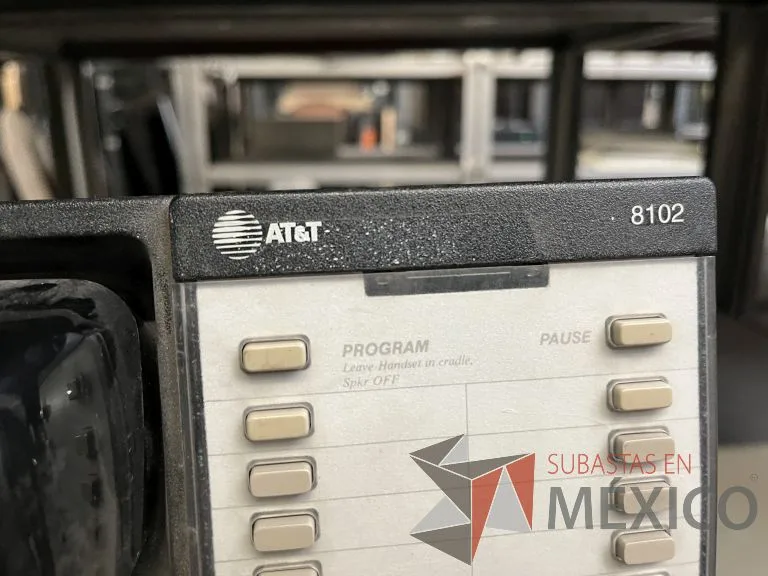 AT&T
8102
PROGRAM
Leave Handset in cradle,
Spkr OFF
PAUSE
SUBASTAS EN
MEXICO®